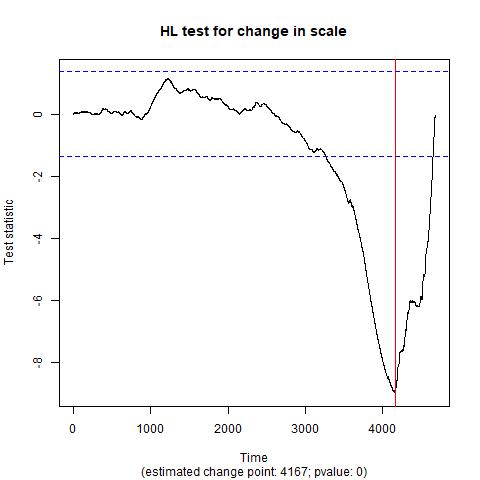 HL test for change in scale
Test statistic
0
-2
-4
-6
-8
0 1000 2000 3000 4000
Time
(estimated change point: 4167; pvalue: 0)